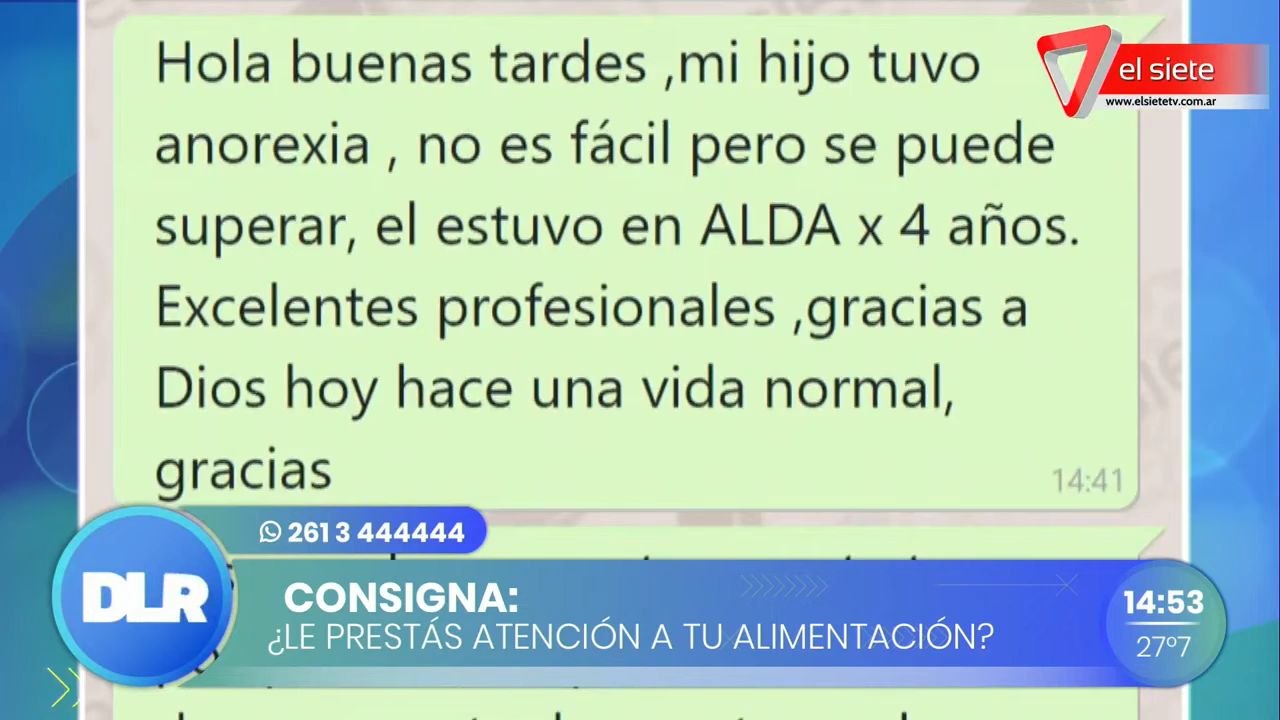 Hola buenas tardes ,mi hijo tuvo
anorexia , no es fácil pero se puede
superar, el estuvo en ALDA x 4 años.
Excelentes profesionales ,gracias a
Dios hoy hace una vida normal,
gracias
14:41
el siete
www.elsietetv.com.ar
261 3 444444
DLR
CONSIGNA:
¿LE PRESTÁS ATENCIÓN A TU ALIMENTACIÓN?
14:53
27º7